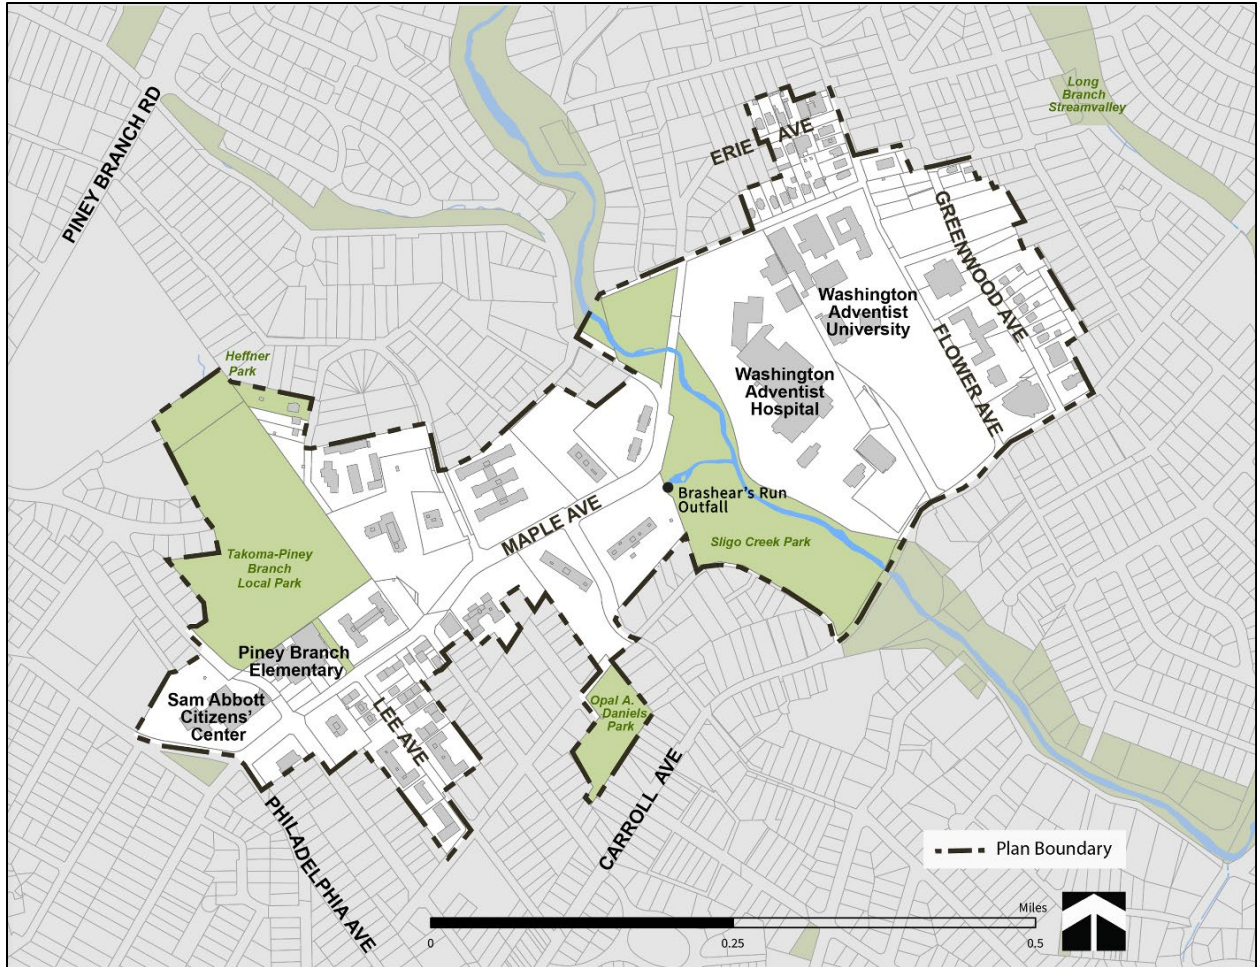 Long
Branch
Streamvalley
PINEY BRANCH RD
ERIE AVE
GREENWOOD AVE
Washington
Adventist
University
FLOWER AVE
Heffner
Park
Washington
Adventist
Hospital
Brashear's Run
Outfall
MAPLE AVE
Sligo Creek Park
Takoma-Piney
Branch
Local Park
Piney Branch
Elementary
Sam Abbott
Citizens'
Center
LEE AVE
Opal A.
Daniels
Park
CARROLL AVE
PHILADELPHIA AVE
Plan Boundary
Miles
0
0.25
0.5